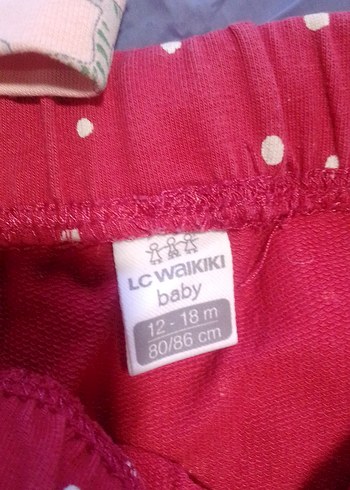 LC WAIKIKI
baby
12 - 18 m
80/86 cm